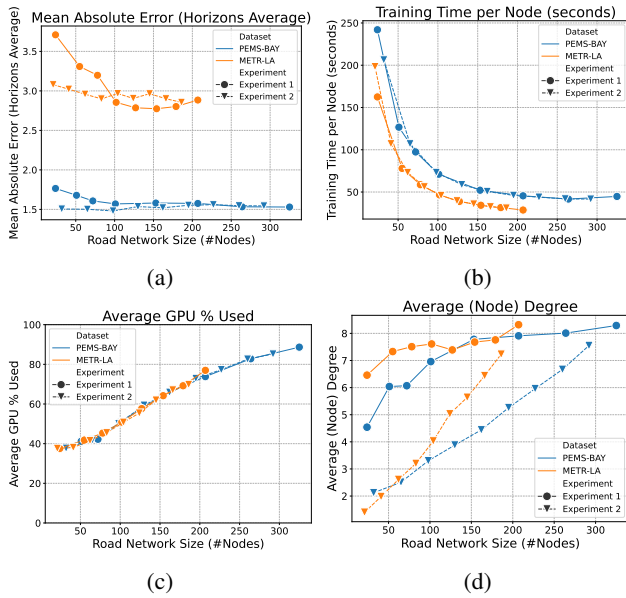 Mean Absolute Error (Horizons Average)
Mean Absolute Error (Horizons Average)
3.5
3.0
2.5
2.0
1.5
Dataset
PEMS-BAY
METR-LA
Experiment
Experiment 1
Experiment 2
50 100 150 200 250 300
Road Network Size (#Nodes)
(a)
Training Time per Node (seconds)
Training Time per Node (seconds)
250
200
150
100
50
Dataset
PEMS-BAY
METR-LA
Experiment
Experiment 1
Experiment 2
50 100 150 200 250 300
Road Network Size (#Nodes)
(b)
Average GPU % Used
Average GPU % Used
100
80
60
40
20
0
Dataset
PEMS-BAY
METR-LA
Experiment
Experiment 1
Experiment 2
50 100 150 200 250 300
Road Network Size (#Nodes)
(c)
Average (Node) Degree
Average (Node) Degree
8
7
6
5
4
3
2
Dataset
PEMS-BAY
METR-LA
Experiment
Experiment 1
Experiment 2
50 100 150 200 250 300
Road Network Size (#Nodes)
(d)